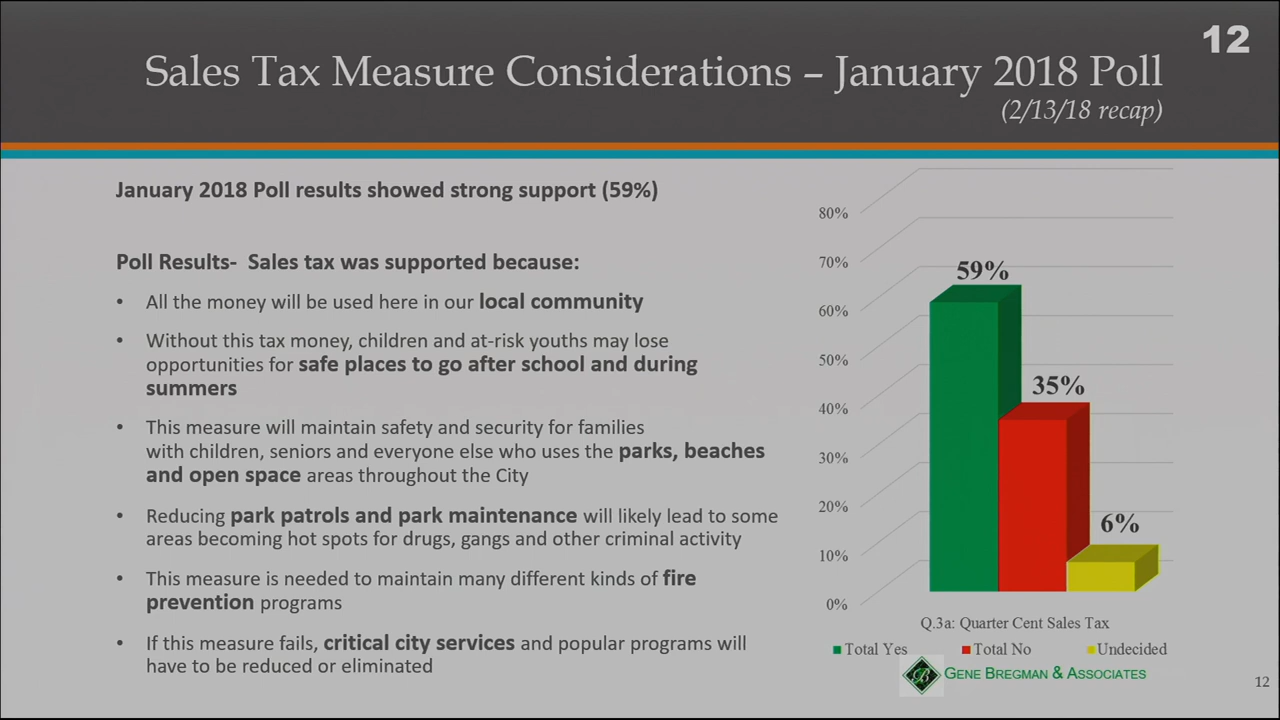 12
Sales Tax Measure Considerations – January 2018 Poll
(2/13/18 recap)
January 2018 Poll results showed strong support (59%)
Poll Results-  Sales tax was supported because:
• All the money will be used here in our local community
• Without this tax money, children and at-risk youths may lose
opportunities for safe places to go after school and during
summers
• This measure will maintain safety and security for families
with children, seniors and everyone else who uses the parks, beaches
and open space areas throughout the City
• Reducing park patrols and park maintenance will likely lead to some
areas becoming hot spots for drugs, gangs and other criminal activity
• This measure is needed to maintain many different kinds of fire
prevention programs
• If this measure fails, critical city services and popular programs will
have to be reduced or eliminated
80%
70%
60%
50%
40%
30%
20%
10%
0%
59%
35%
6%
Q.3a: Quarter Cent Sales Tax
Total Yes
Total No
Undecided
B
GENE BREGMAN & ASSOCIATES
12